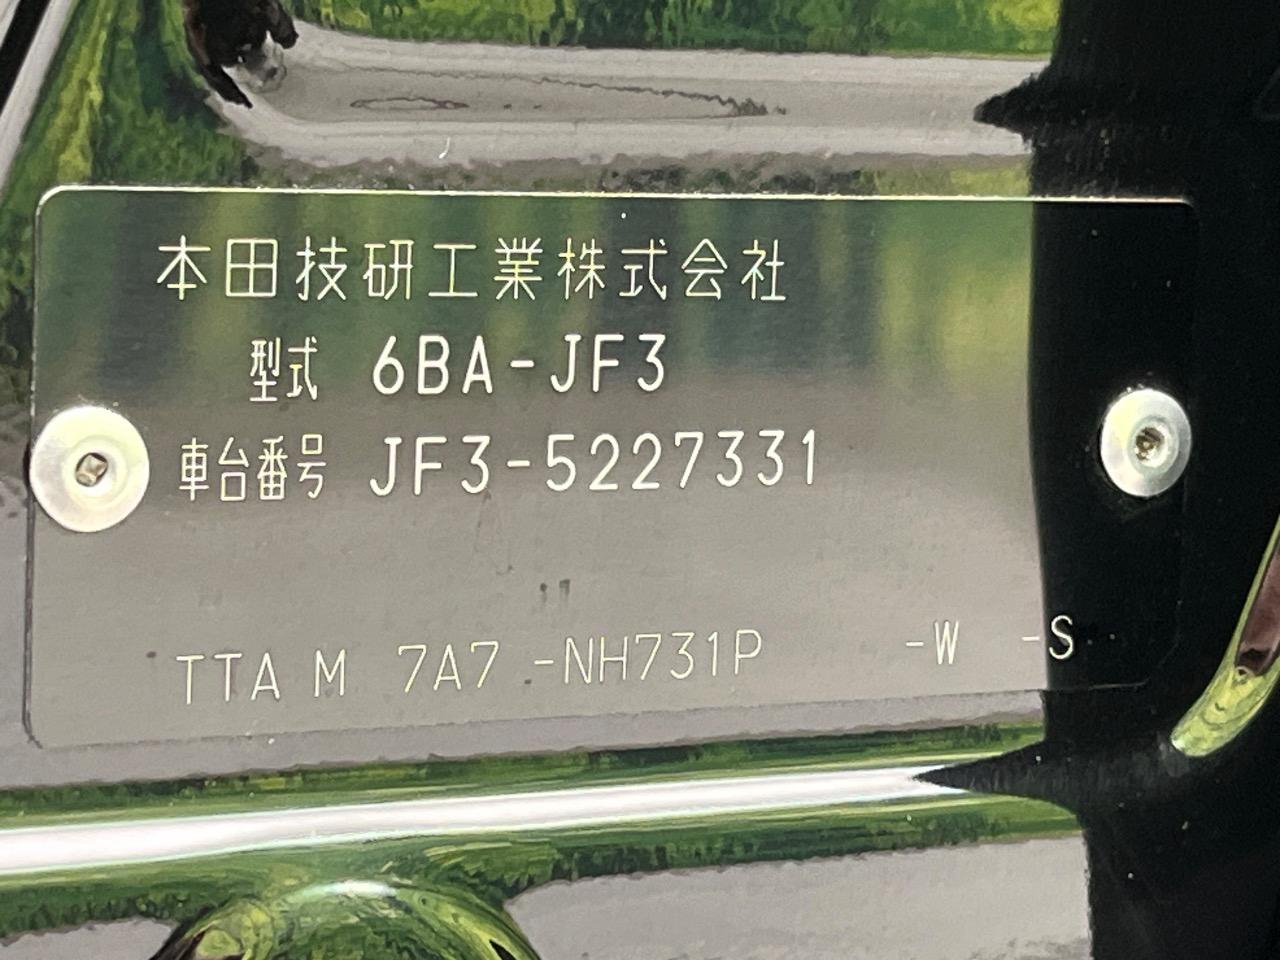 本田技研工業株式会社
型式 6BA-JF3
車台番号 JF3-5227331
TTA M 7A7 -NH731P -W -S